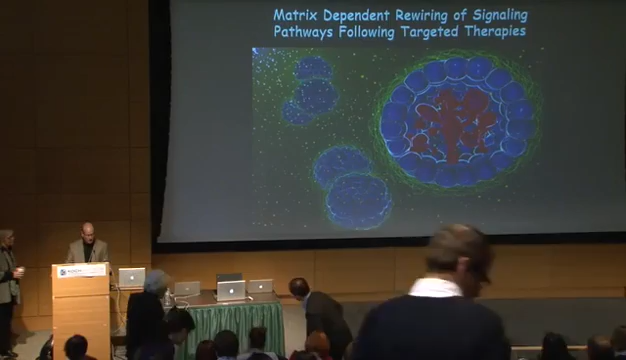 Matrix Dependent Rewiring of Signaling
Pathways Following Targeted Therapies